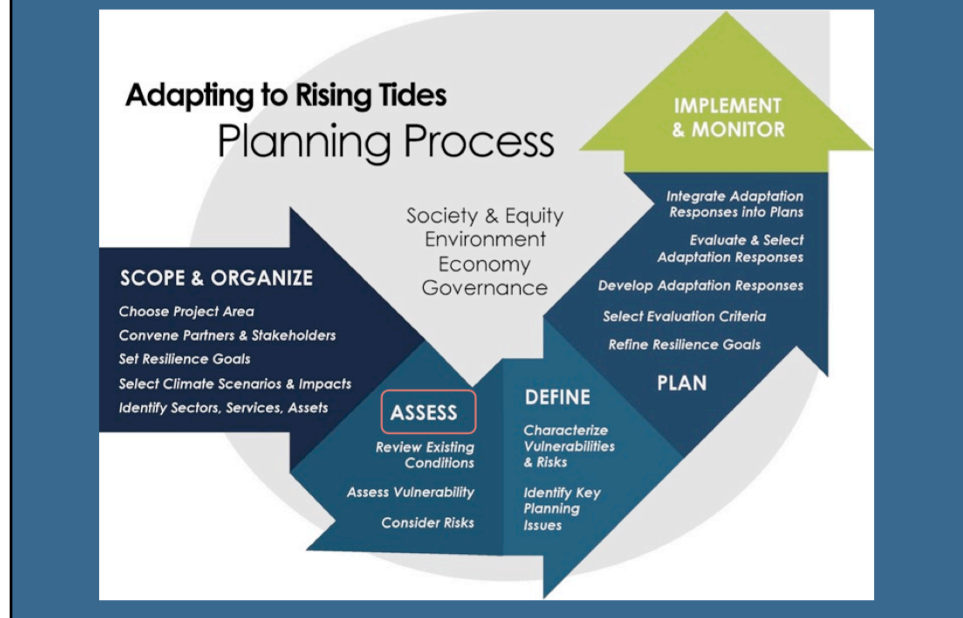 Adapting to Rising Tides
Planning Process
Society & Equity
Environment
Economy
Governance
SCOPE & ORGANIZE
Choose Project Area
Convene Partners & Stakeholders
Set Resilience Goals
Select Climate Scenarios & Impacts
Identify Sectors, Services, Assets
ASSESS
Review Existing
Conditions
Assess Vulnerability
Consider Risks
DEFINE
Characterize
Vulnerabilities
& Risks
Identify Key
Planning
Issues
PLAN
Refine Resilience Goals
Select Evaluation Criteria
Develop Adaptation Responses
Evaluate & Select
Adaptation Responses
Integrate Adaptation
Responses into Plans
IMPLEMENT
& MONITOR